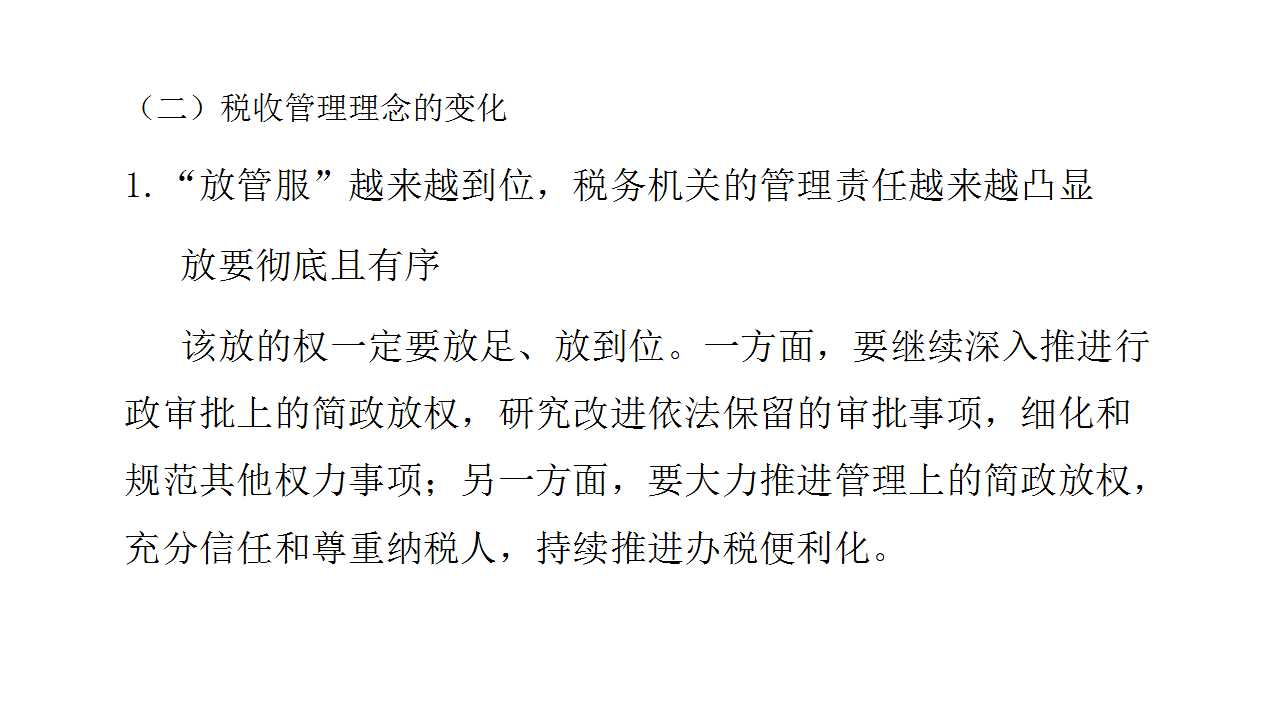 （二）税收管理理念的变化
1.“放管服”越来越到位，税务机关的管理责任越来越凸显
放要彻底且有序
该放的权一定要放足、放到位。一方面，要继续深入推进行
政审批上的简政放权，研究改进依法保留的审批事项，细化和
规范其他权力事项；另一方面，要大力推进管理上的简政放权，
充分信任和尊重纳税人，持续推进办税便利化。